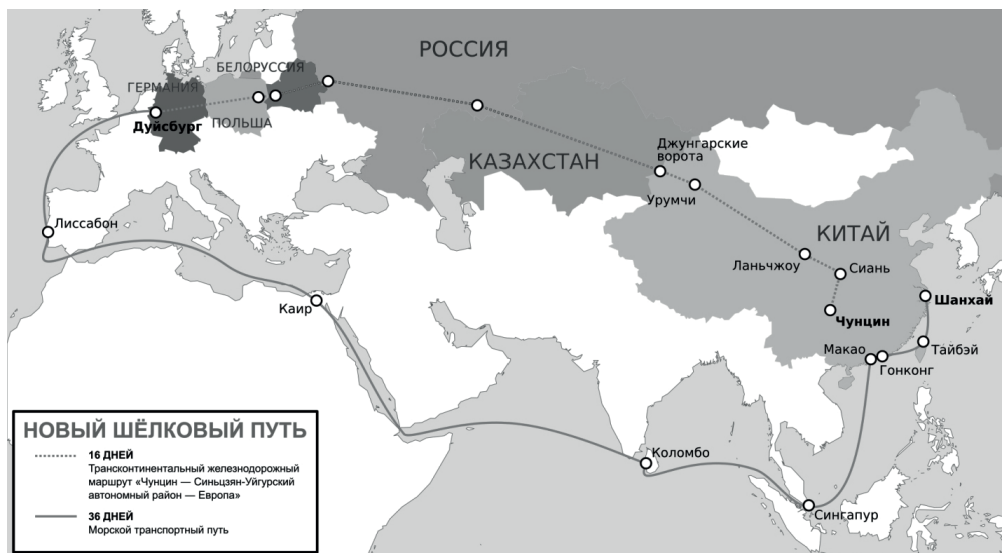 РОССИЯ
БЕЛОРУССИЯ
ГЕРМАНИЯ
ПОЛЬША
Дуйсбург
Джунгарские
ворота
КАЗАХСТАН
Урумчи
Лиссабон
КИТАЙ
Ланьчжоу
Сиань
Каир
Шанхай
Чунцин
Макао
Тайбэй
Гонконг
НОВЫЙ ШЁЛКОВЫЙ ПУТЬ
16 ДНЕЙ
Трансконтинентальный железнодорожный
маршрут «Чунцин — Синьцзян-Уйгурский
автономный район — Европа»
36 ДНЕЙ
Морской транспортный путь
Коломбо
Сингапур